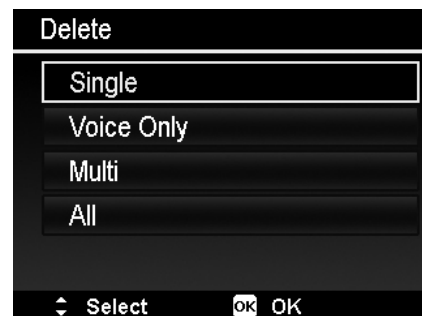 Delete
Single
Voice Only
Multi
All
Select OK OK